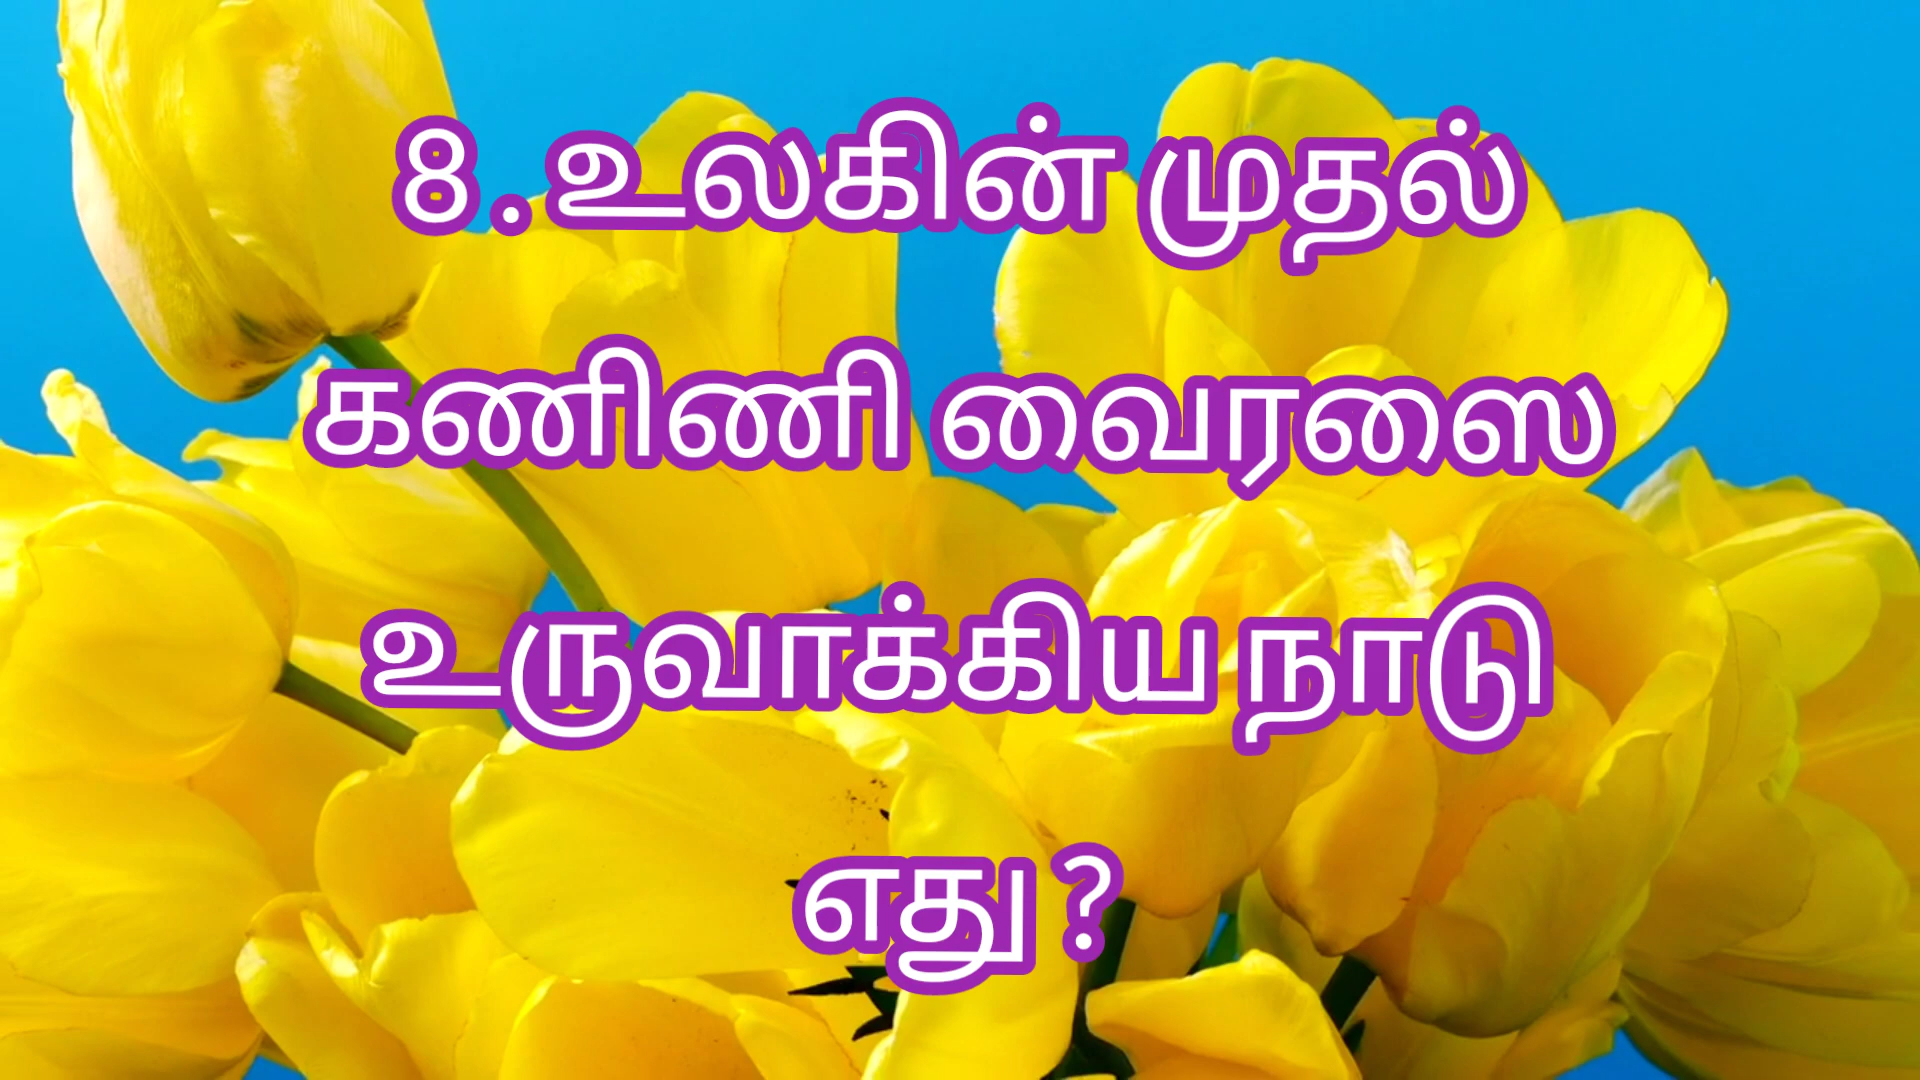 8. உலகின் முதல்
கணிணி வைரஸை
உருவாக்கிய நாடு
எது ?